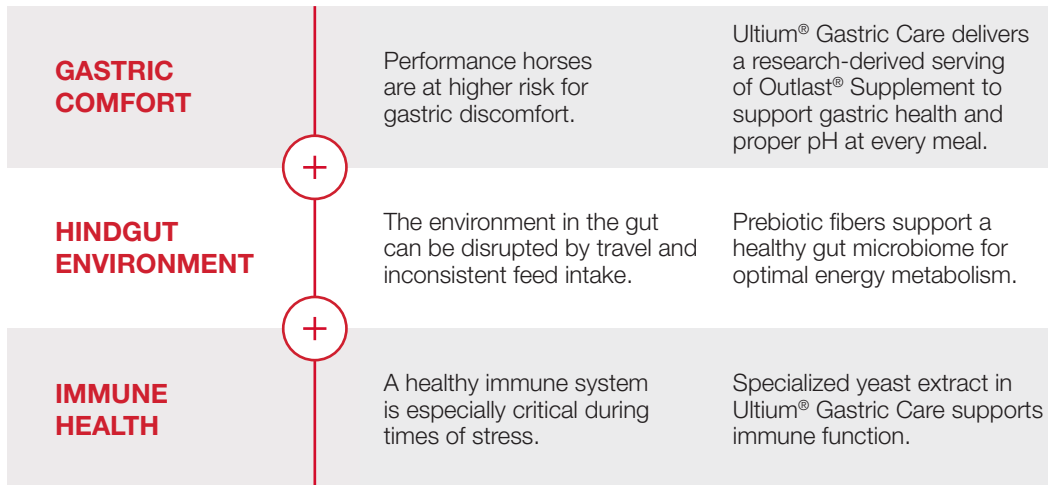 GASTRIC
COMFORT
Performance horses
are at higher risk for
gastric discomfort.
Ultium® Gastric Care delivers
a research-derived serving
of Outlast® Supplement to
support gastric health and
proper pH at every meal.
+
HINDGUT
ENVIRONMENT
The environment in the gut
can be disrupted by travel and
inconsistent feed intake.
Prebiotic fibers support a
healthy gut microbiome for
optimal energy metabolism.
+
IMMUNE
HEALTH
A healthy immune system
is especially critical during
times of stress.
Specialized yeast extract in
Ultium® Gastric Care supports
immune function.